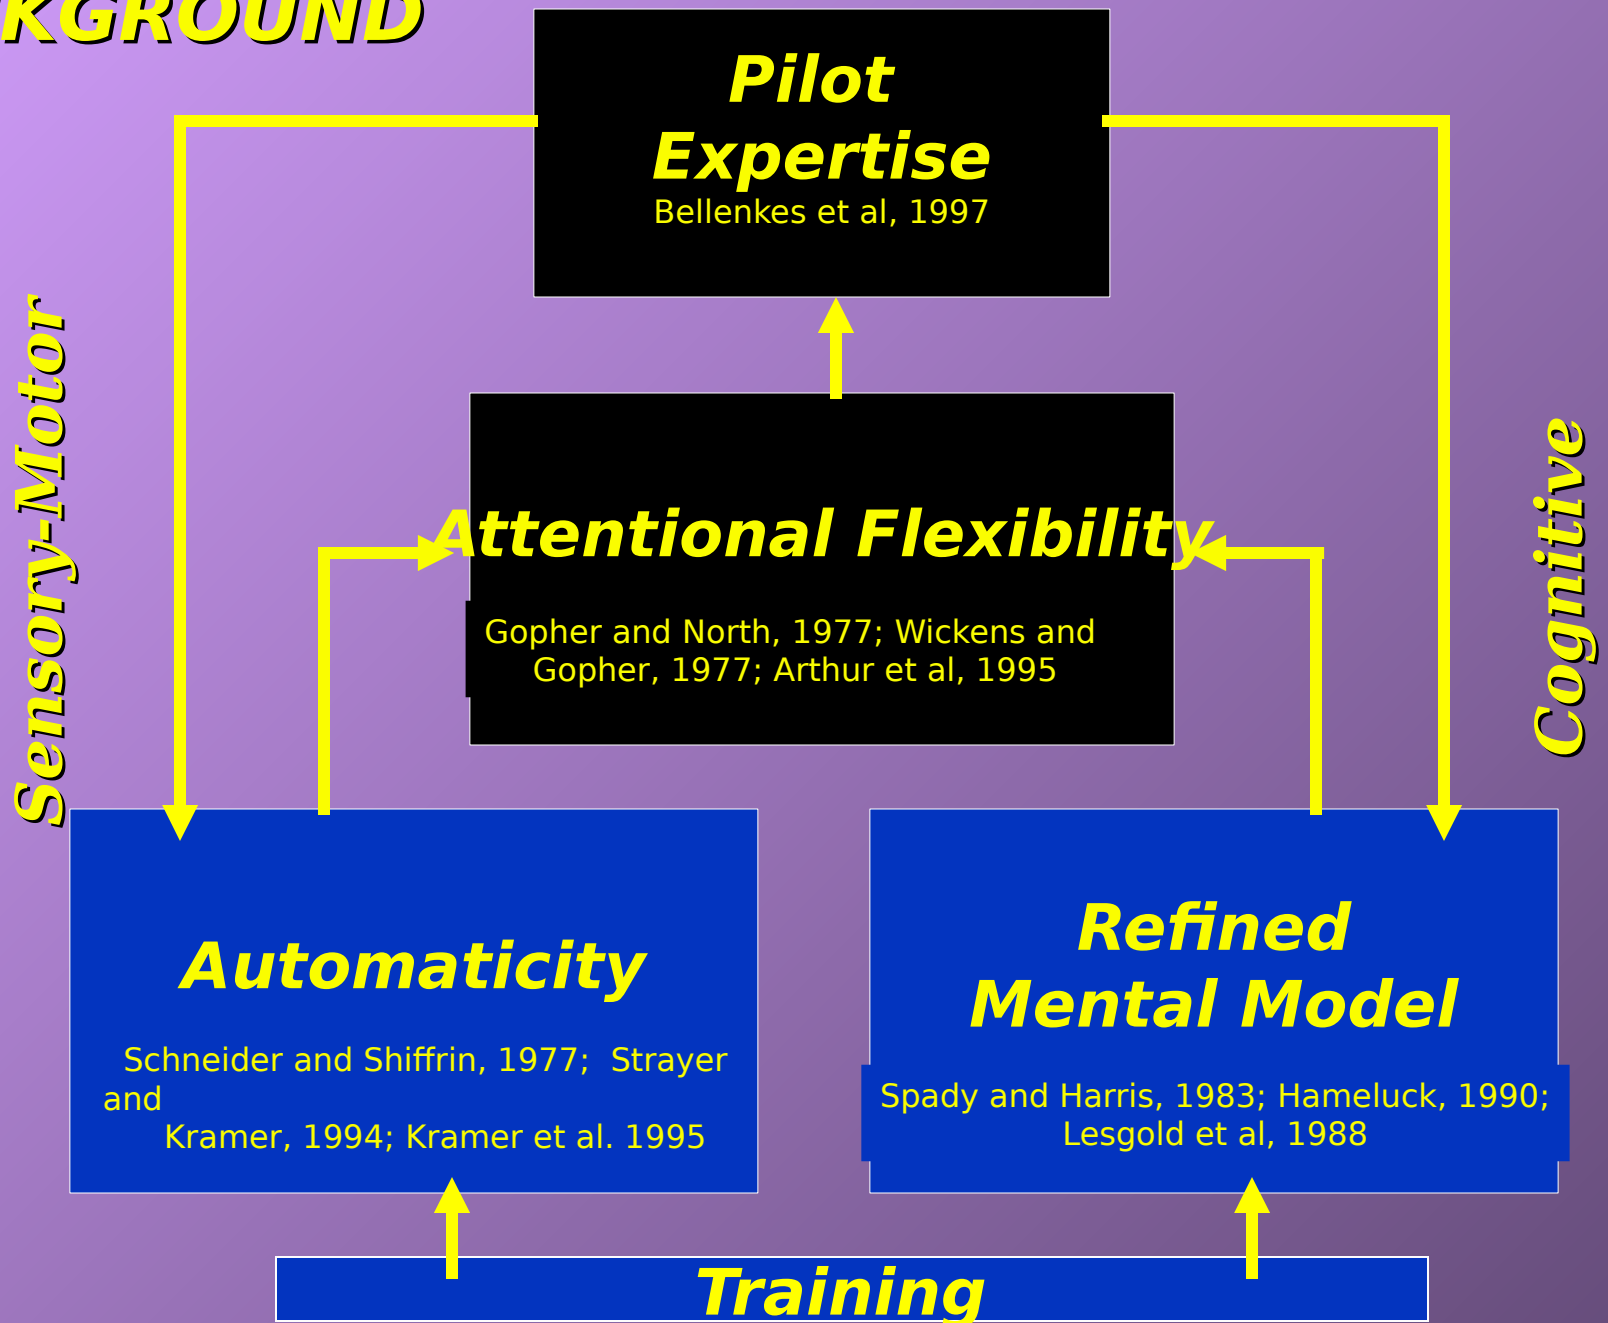 KGROUND
Pilot
Expertise
Bellenkes et al, 1997
Sensory-Motor
Cognitive
Attentional Flexibility
Gopher and North, 1977; Wickens and
Gopher, 1977; Arthur et al, 1995
Automaticity
Schneider and Shiffrin, 1977;  Strayer
and
Kramer, 1994; Kramer et al. 1995
Refined
Mental Model
Spady and Harris, 1983; Hameluck, 1990;
Lesgold et al, 1988
Training